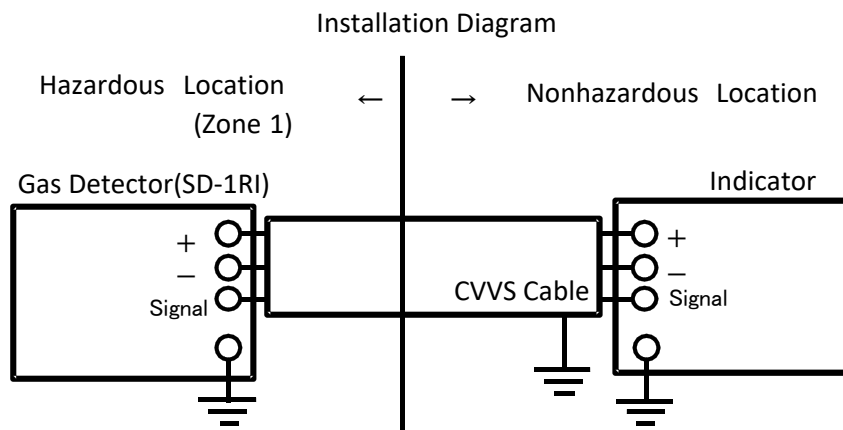 Installation Diagram
Hazardous Location ← → Nonhazardous Location
(Zone 1)
Gas Detector(SD-1RI)
Indicator
+
+
−
−
CVVS Cable
Signal
Signal